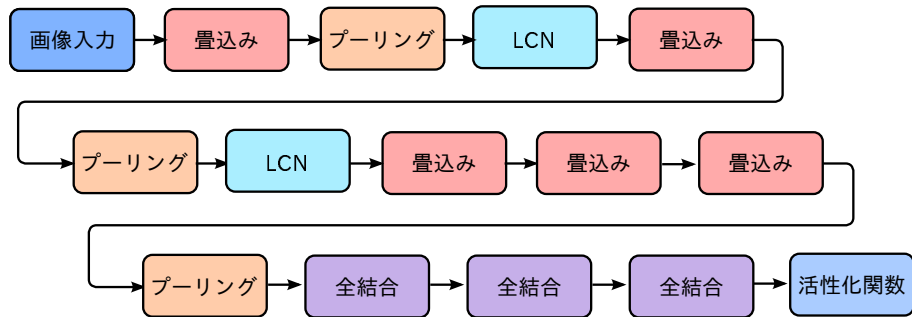 画像入力
畳込み
プーリング
LCN
畳込み
プーリング
LCN
畳込み
畳込み
畳込み
プーリング
全結合
全結合
全結合
活性化関数